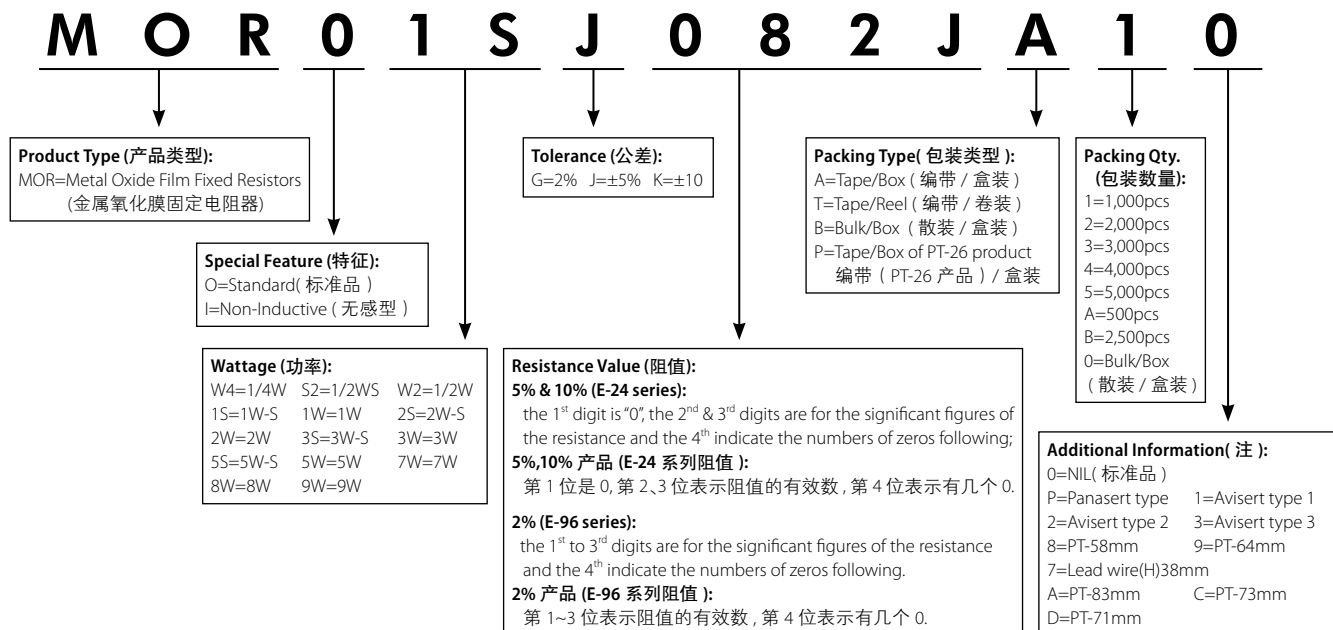 MOR01SJ082JA10
Product Type (产品类型):
MOR=Metal Oxide Film Fixed Resistors
(金属氧化膜固定电阻器)
Special Feature (特征):
O=Standard( 标准品 )
I=Non-Inductive ( 无感型 )
Wattage (功率):
W4=1/4W S2=1/2WS W2=1/2W
1S=1W-S 1W=1W 2S=2W-S
2W=2W 3S=3W-S 3W=3W
5S=5W-S 5W=5W 7W=7W
8W=8W 9W=9W
Tolerance (公差):
G=2% J=±5% K=±10
Resistance Value (阻值):
5% & 10% (E-24 series):
the 1st digit is “0”, the 2nd & 3rd digits are for the significant figures of
the resistance and the 4th indicate the numbers of zeros following;
5%,10% 产品 (E-24 系列阻值 ):
第 1 位是 0, 第 2、3 位表示阻值的有效数 , 第 4 位表示有几个 0.
2% (E-96 series):
the 1st to 3rd digits are for the significant figures of the resistance
and the 4th indicate the numbers of zeros following.
2% 产品 (E-96 系列阻值 ):
第 1~3 位表示阻值的有效数 , 第 4 位表示有几个 0.
Packing Type( 包装类型 ):
A=Tape/Box ( 编带 / 盒装 )
T=Tape/Reel ( 编带 / 卷装 )
B=Bulk/Box ( 散装 / 盒装 )
P=Tape/Box of PT-26 product
编带 ( PT-26 产品 ) / 盒装
Packing Qty.
(包装数量):
1=1,000pcs
2=2,000pcs
3=3,000pcs
4=4,000pcs
5=5,000pcs
A=500pcs
B=2,500pcs
0=Bulk/Box
( 散装 / 盒装 )
Additional Information( 注 ):
0=NIL( 标准品 )
P=Panasert type 1=Avisert type 1
2=Avisert type 2 3=Avisert type 3
8=PT-58mm 9=PT-64mm
7=Lead wire(H)38mm
A=PT-83mm C=PT-73mm
D=PT-71mm